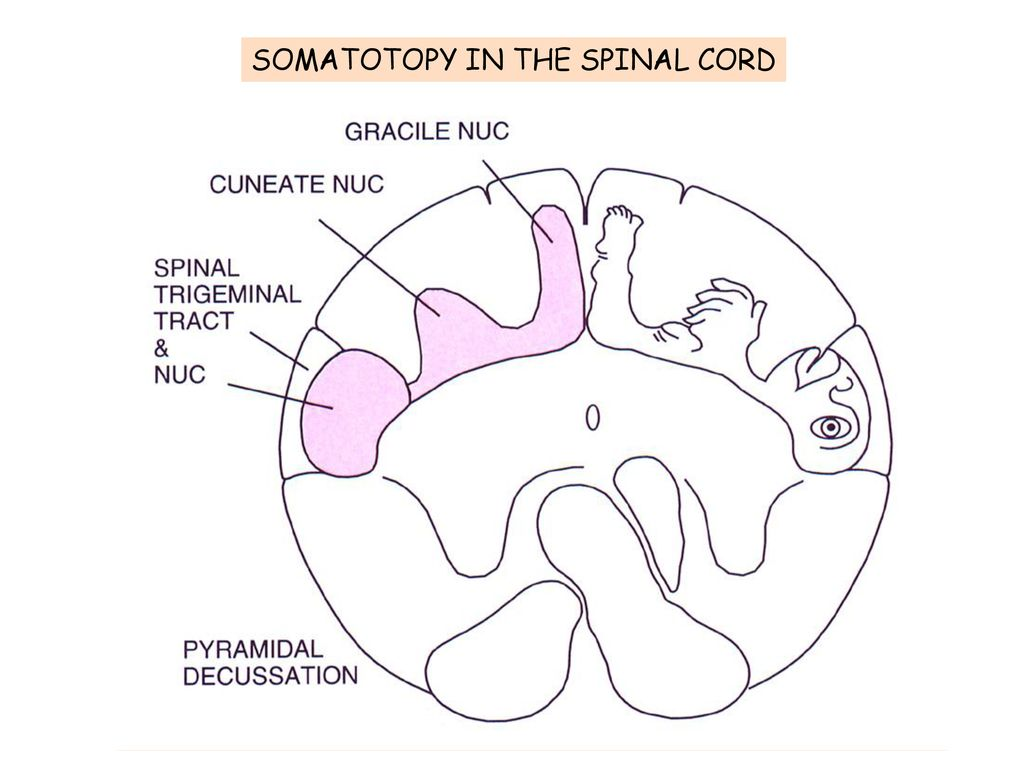 SOMATOTOPY IN THE SPINAL CORD
GRACILE NUC
CUNEATE NUC
SPINAL
TRIGEMINAL
TRACT
&
NUC
PYRAMIDAL
DECUSSATION